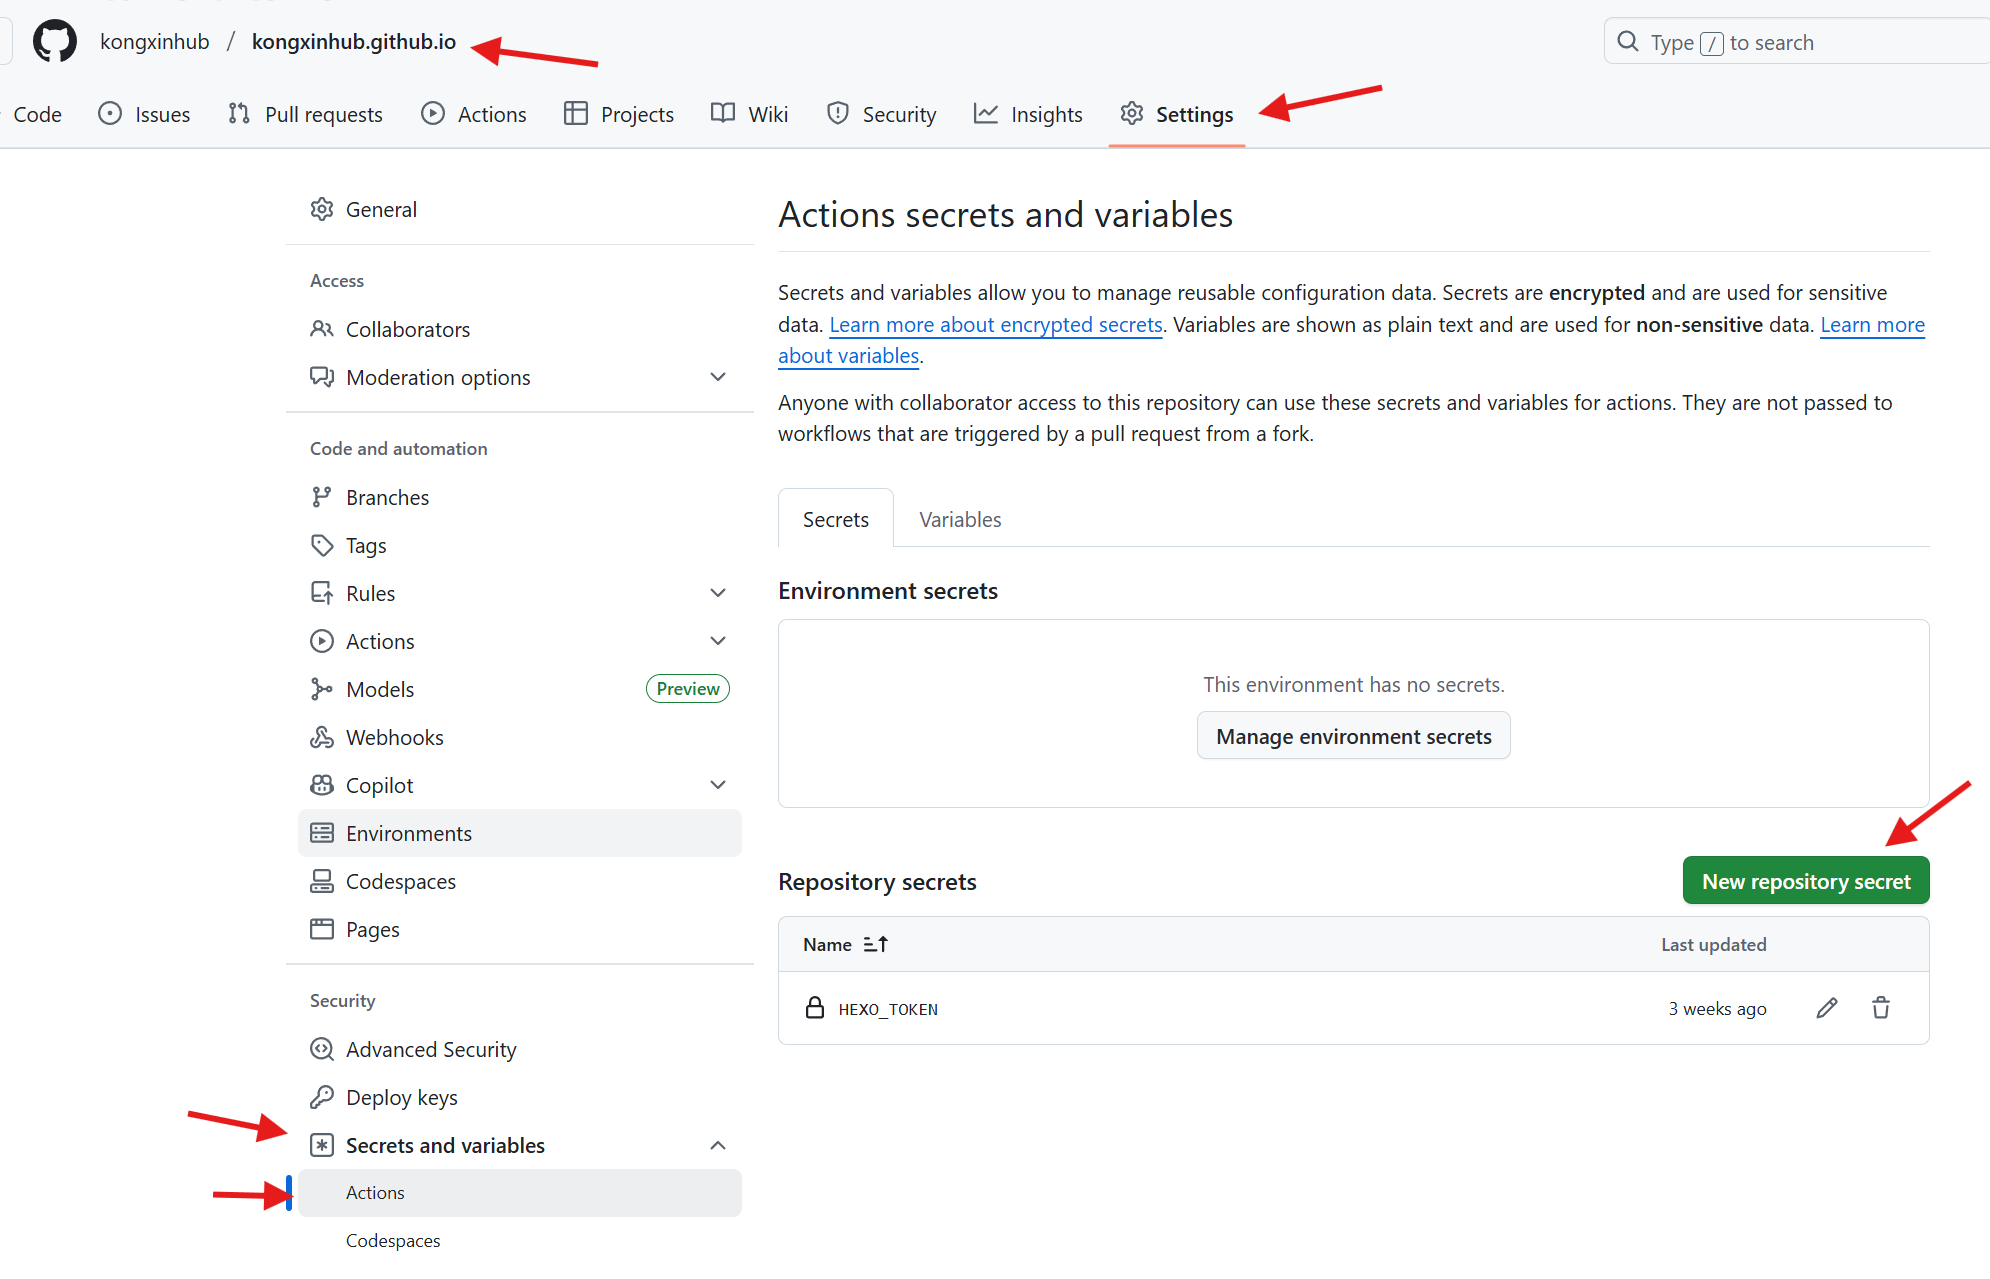 kongxinhub / kongxinhub.github.io
Type / to search
Code Issues Pull requests Actions Projects Wiki Security Insights Settings
General
Access
Collaborators
Moderation options
Code and automation
Branches
Tags
Rules
Actions
Models Preview
Webhooks
Copilot
Environments
Codespaces
Pages
Security
Advanced Security
Deploy keys
Secrets and variables
Actions
Codespaces
Actions secrets and variables
Secrets and variables allow you to manage reusable configuration data. Secrets are encrypted and are used for sensitive
data. Learn more about encrypted secrets. Variables are shown as plain text and are used for non-sensitive data. Learn more
about variables.
Anyone with collaborator access to this repository can use these secrets and variables for actions. They are not passed to
workflows that are triggered by a pull request from a fork.
Secrets Variables
Environment secrets
This environment has no secrets.
Manage environment secrets
Repository secrets New repository secret
Name Last updated
HEXO_TOKEN 3 weeks ago